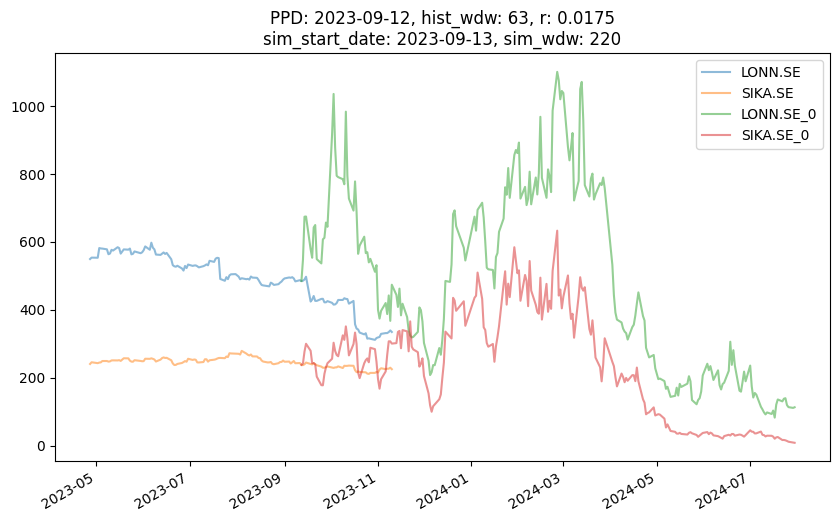 PPD: 2023-09-12, hist_wdw: 63, r: 0.0175
sim_start_date: 2023-09-13, sim_wdw: 220
LONN.SE
SIKA.SE
LONN.SE_0
SIKA.SE_0
1000
800
600
400
200
0
2023-05
2023-07
2023-09
2023-11
2024-01
2024-03
2024-05
2024-07